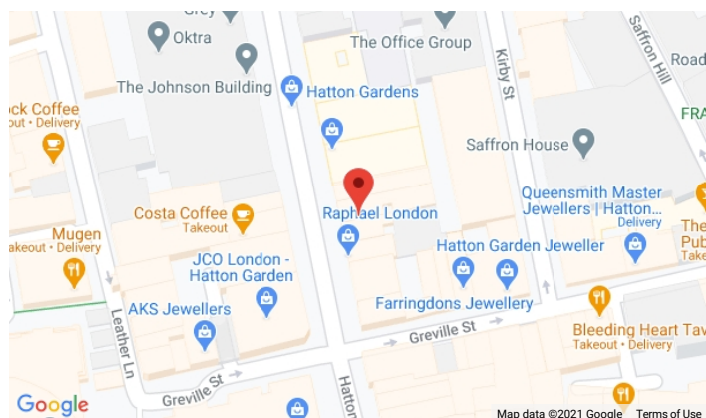 Grey
Oktra
The Johnson Building
The Office Group
Kirby St
Saffron Hill
Road
FRA
Hatton Gardens
ock Coffee
out • Delivery
Saffron House
Mugen
akeout • Delivery
Costa Coffee
Takeout
Raphael London
Queensmith Master
Jewellers | Hatton...
Delivery
The
Pub
Take
JCO London -
Hatton Garden
Hatton Garden Jeweller
AKS Jewellers
Farringdons Jewellery
Leather Ln
Greville St
Greville St
Bleeding Heart Tav
Takeout • Delivery
Hatton
Google
Map data ©2021 Google
Terms of Use